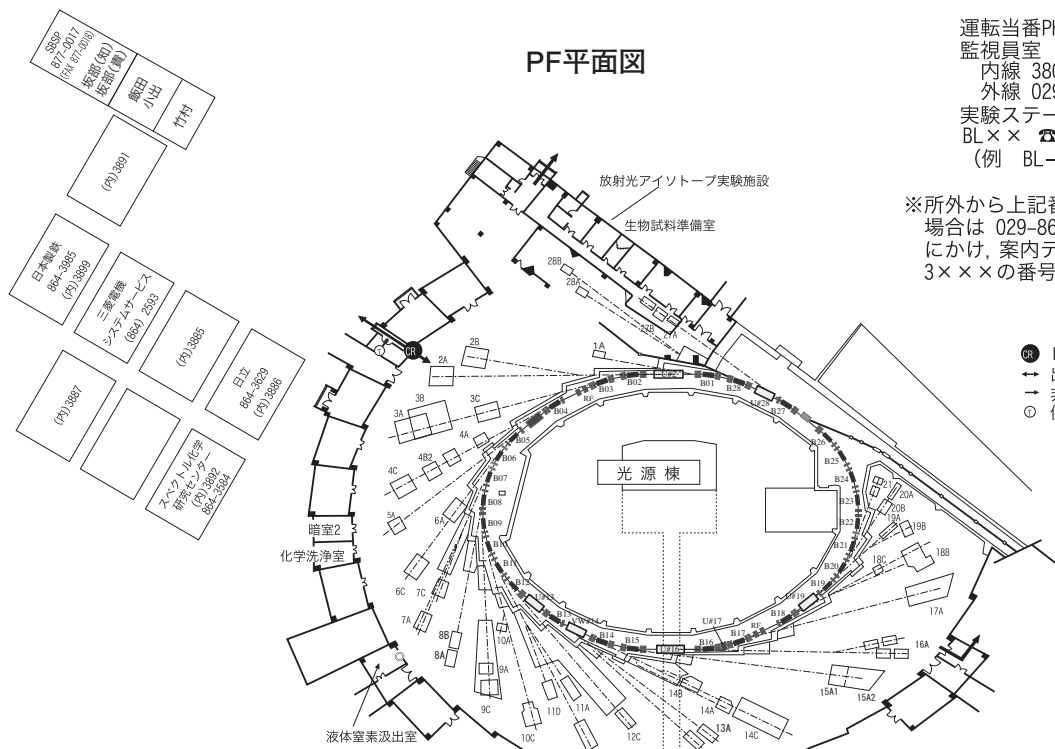 PF平面図
運転当番PH
監視員室
内線 380
外線 029
実験ステー
BL×× ☎
(例 BL-
※所外から上記番
場合は 029-86
にかけ, 案内テ
3×××の番号
CR
T
SBSP
877-0017
(FAX 877-0018)
坂部(知)
坂部(貴)
飯田
小出
竹村
(内)3891
日本製鉄
864-3985
(内)3899
三菱電機
システムサービス
(864) 2593
(内)3885
日立
864-3629
(内)3886
(内)3887
スペクトル化学
研究センター
(内)3892
864-3584
放射光アイソトープ実験施設
生物試料準備室
28B
28A
27B
27A
1A
2B
2A
3B
3A
3C
4A
4B2
4C
5A
6A
6C
7C
7A
8B
8A
10A
9A
9C
10C
11D
11A
12C
14B
14A
13A
14C
15A1
15A2
16A
17A
18B
18C
19B
19A
20B
20A
21
CR
T
光源棟
暗室2
化学洗浄室
液体窒素汲出室
B01
B28
U#28
B27
B26
B25
B24
B23
B22
B21
B20
B19
U#19
B18
RF
B17
U#17
B16
U#16
B15
B14
VW#14
B13
U#13
B12
B11
B09
B08
B07
B06
B05
B04
RF
B03
B02